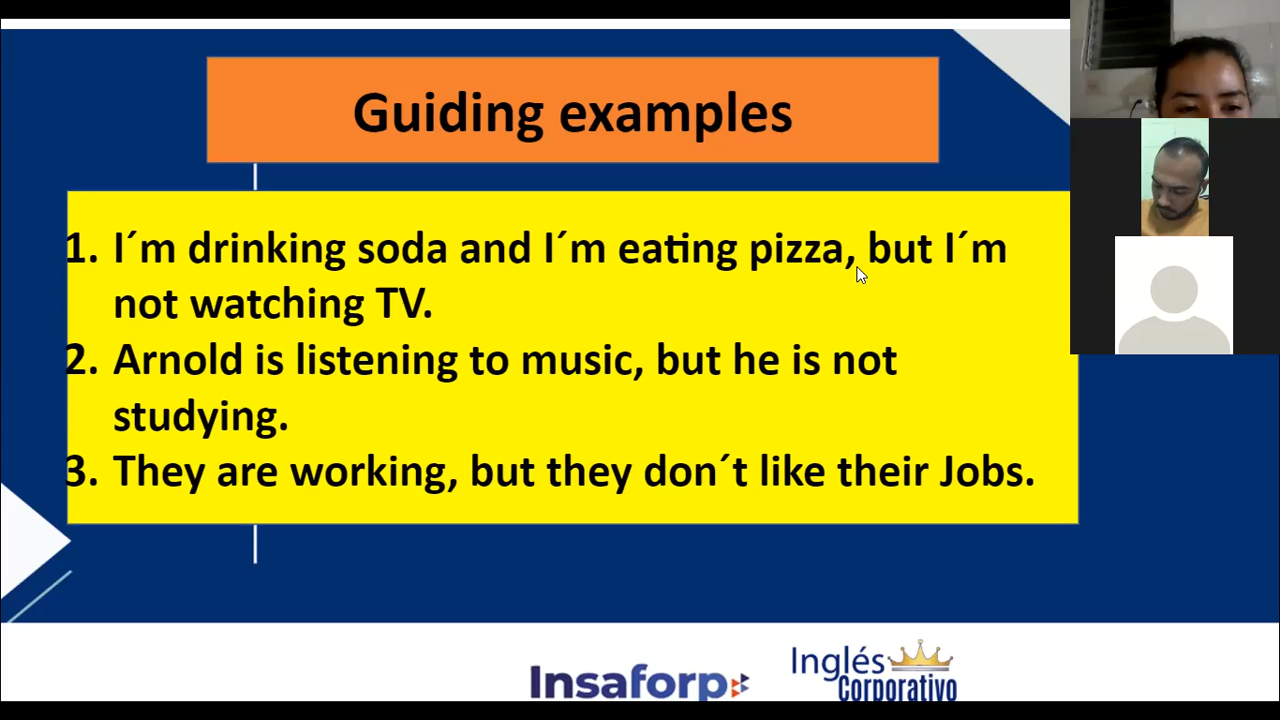 Guiding examples
1. I´m drinking soda and I´m eating pizza, but I´m
not watching TV.
2. Arnold is listening to music, but he is not
studying.
3. They are working, but they don´t like their Jobs.
Insaforp
Inglés
Corporativo